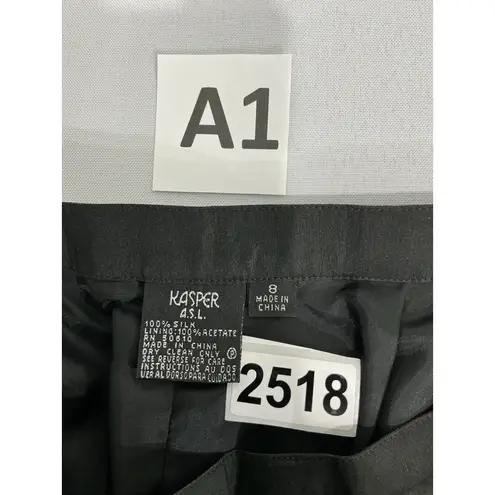 A1
KASPER
A.S.L.
100% SILK
LINING:100% ACETATE
RN 50610
MADE IN CHINA
DRY CLEAN ONLY Ⓟ
SEE REVERSE FOR CARE
INSTRUCTIONS AU DOS
VER AL DORSO PARA CUIDADO
8
MADE IN
CHINA
2518